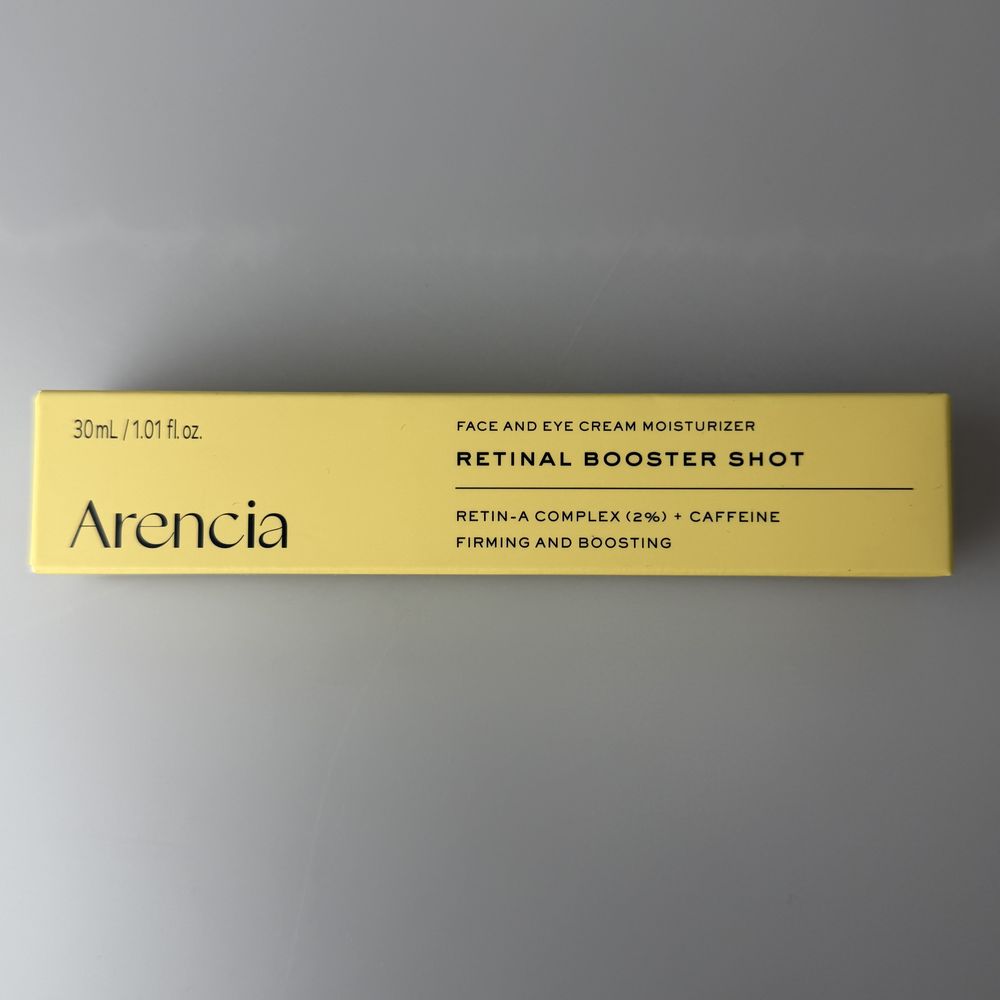 30mL / 1.01 fl. oz.
Arencia
FACE AND EYE CREAM MOISTURIZER
RETINAL BOOSTER SHOT
RETIN-A COMPLEX (2%) + CAFFEINE
FIRMING AND BOOSTING